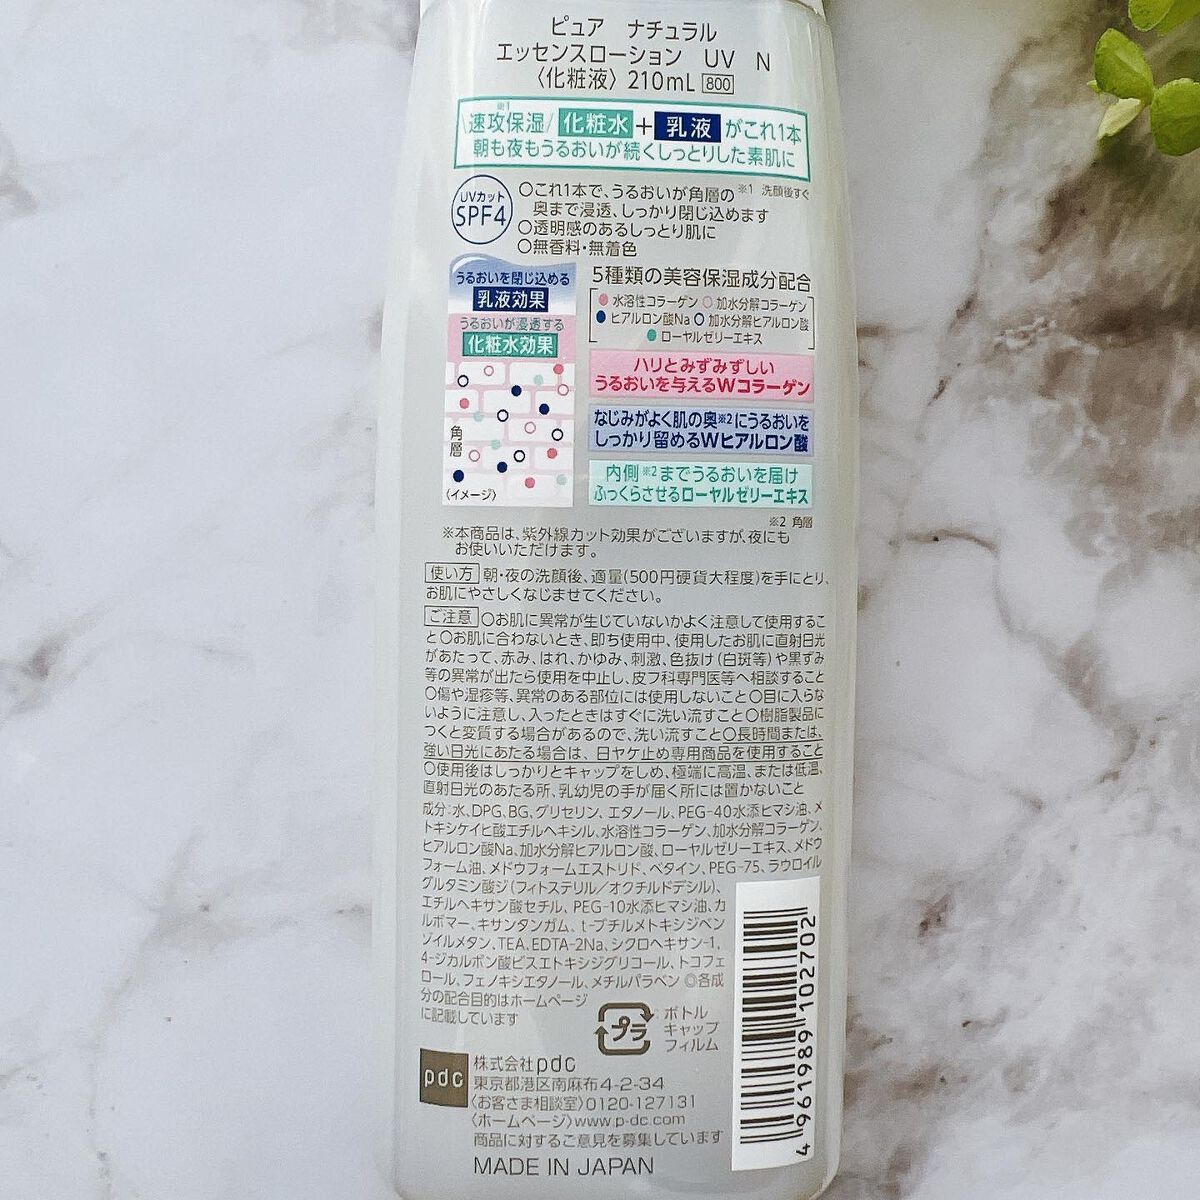 ピュア ナチュラル
エッセンスローション UV N
〈化粧液〉210mL 800
※1
\速攻保湿/ 化粧水+乳液がこれ1本
朝も夜もうるおいが続くしっとりした素肌に
UVカット
SPF4
○これ1本で、うるおいが角層の
奥まで浸透、しっかり閉じ込めます
○透明感のあるしっとり肌に
○無香料・無着色
※1 洗顔後すぐ
うるおいを閉じ込める
乳液効果
うるおいが浸透する
化粧水効果
角層
〈イメージ〉
5種類の美容保湿成分配合
●水溶性コラーゲン ○加水分解コラーゲン
●ヒアルロン酸Na ○加水分解ヒアルロン酸
●ローヤルゼリーエキス
ハリとみずみずしい
うるおいを与えるWコラーゲン
なじみがよく肌の奥※2にうるおいを
しっかり留めるWヒアルロン酸
内側※2までうるおいを届け
ふっくらさせるローヤルゼリーエキス
※2 角層
※本商品は、紫外線カット効果がございますが、夜にも
お使いいただけます。
使い方 朝・夜の洗顔後、適量(500円硬貨大程度)を手にとり、
お肌にやさしくなじませてください。
ご注意 ○お肌に異常が生じていないかよく注意して使用するこ
と○お肌に合わないとき、即ち使用中、使用したお肌に直射日光
があたって、赤み、はれ、かゆみ、刺激、色抜け(白斑等)や黒ずみ
等の異常が出たら使用を中止し、皮フ科専門医等へ相談すること
○傷や湿疹等、異常のある部位には使用しないこと○目に入らな
いように注意し、入ったときはすぐに洗い流すこと○樹脂製品に
つくと変質する場合があるので、洗い流すこと○長時間または、
強い日光にあたる場合は、日ヤケ止め専用商品を使用すること
○使用後はしっかりとキャップをしめ、極端に高温、または低温、
直射日光のあたる所、乳幼児の手が届く所には置かないこと
成分:水、DPG、BG、グリセリン、エタノール、PEG-40水添ヒマシ油、メ
トキシケイヒ酸エチルヘキシル、水溶性コラーゲン、加水分解コラーゲン、
ヒアルロン酸Na、加水分解ヒアルロン酸、ローヤルゼリーエキス、メドウ
フォーム油、メドウフォームエストリド、ベタイン、PEG-75、ラウロイル
グルタミン酸ジ(フィトステリル/オクチルドデシル)、
エチルヘキサン酸セチル、PEG-10水添ヒマシ油、カ
ルボマー、キサンタンガム、t-ブチルメトキシジベン
ゾイルメタン、TEA、EDTA-2Na、シクロヘキサン-1,
4-ジカルボン酸ビスエトキシジグリコール、トコフェ
ロール、フェノキシエタノール、メチルパラベン ◎各成
分の配合目的はホームページ
に記載しています
プラ
ボトル
キャップ
フィルム
4 961989 102702
pdc
株式会社pdc
東京都港区南麻布4-2-34
〈お客さま相談室〉0120-127131
〈ホームページ〉www.p-dc.com
商品に対するご意見を募集しています
MADE IN JAPAN